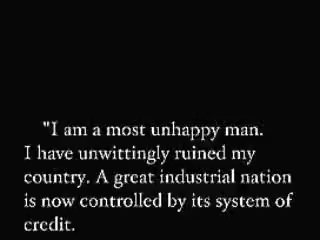 "I am a most unhappy man.
I have unwittingly ruined my
country. A great industrial nation
is now controlled by its system of
credit.